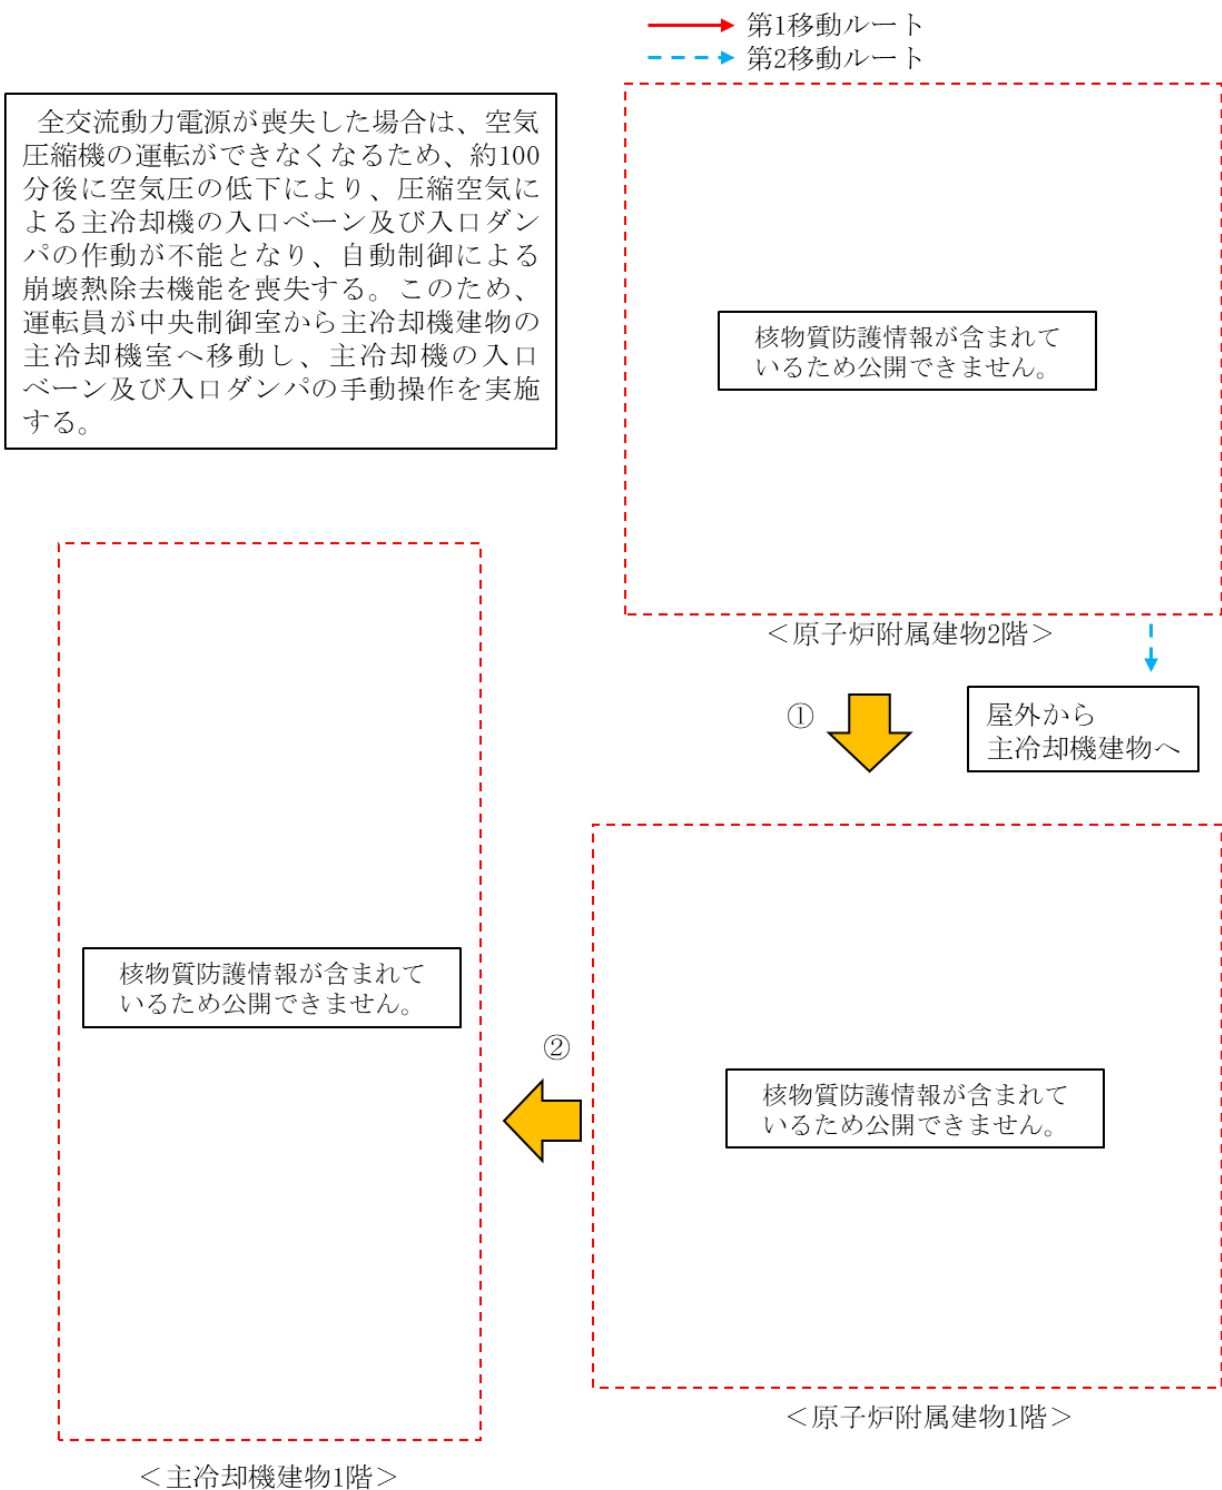 第1移動ルート
第2移動ルート
全交流動力電源が喪失した場合は、空気
圧縮機の運転ができなくなるため、約100
分後に空気圧の低下により、圧縮空気に
よる主冷却機の入口ベーン及び入口ダン
パの作動が不能となり、自動制御による
崩壊熱除去機能を喪失する。このため、
運転員が中央制御室から主冷却機建物の
主冷却機室へ移動し、主冷却機の入口
ベーン及び入口ダンパの手動操作を実施
する。
核物質防護情報が含まれて
いるため公開できません。
＜原子炉附属建物2階＞
①
屋外から
主冷却機建物へ
核物質防護情報が含まれて
いるため公開できません。
②
核物質防護情報が含まれて
いるため公開できません。
＜原子炉附属建物1階＞
＜主冷却機建物1階＞